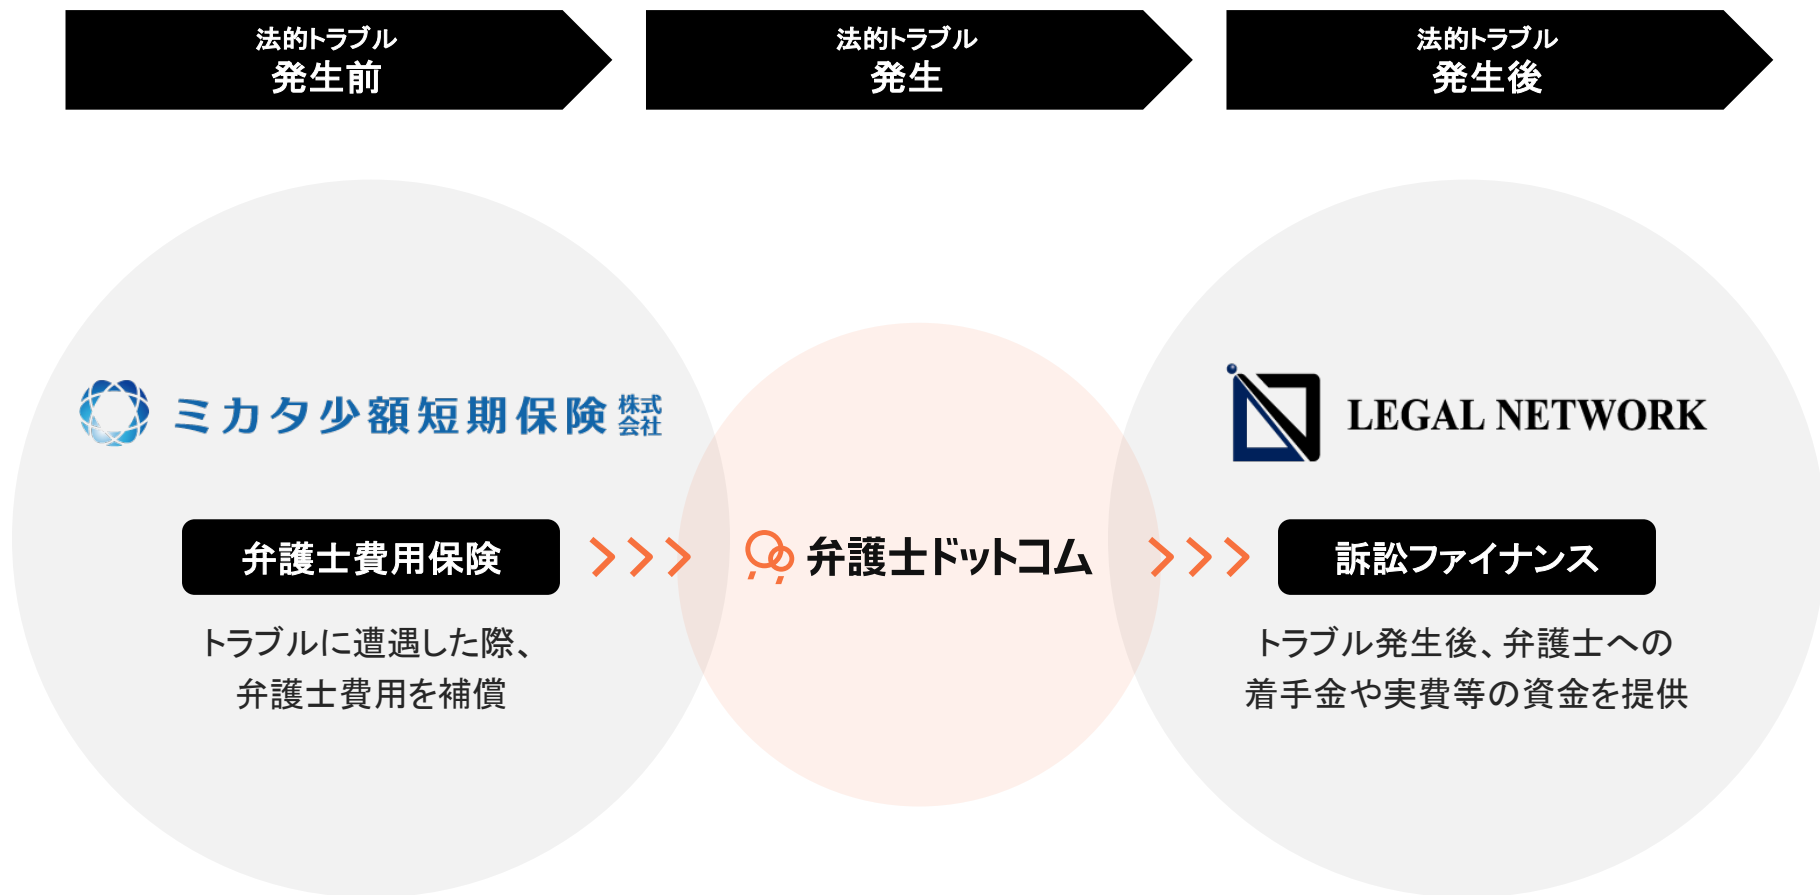 法的トラブル
発生前
法的トラブル
発生
法的トラブル
発生後
ミカタ少額短期保険 株式会社
弁護士費用保険
トラブルに遭遇した際、
弁護士費用を補償
弁護士ドットコム
LEGAL NETWORK
訴訟ファイナンス
トラブル発生後、弁護士への
着手金や実費等の資金を提供